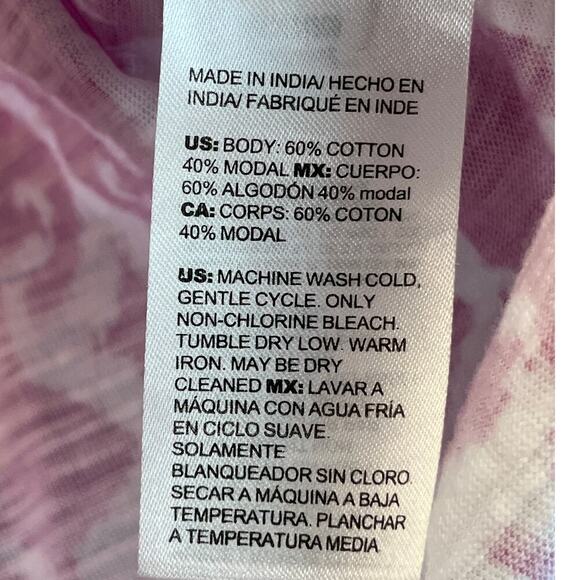 MADE IN INDIA/ HECHO EN
INDIA/ FABRIQUÉ EN INDE
US: BODY: 60% COTTON
40% MODAL MX: CUERPO:
60% ALGODÓN 40% modal
CA: CORPS: 60% COTON
40% MODAL
US: MACHINE WASH COLD,
GENTLE CYCLE. ONLY
NON-CHLORINE BLEACH.
TUMBLE DRY LOW. WARM
IRON. MAY BE DRY
CLEANED MX: LAVAR A
MÁQUINA CON AGUA FRÍA
EN CICLO SUAVE.
SOLAMENTE
BLANQUEADOR SIN CLORO.
SECAR A MÁQUINA A BAJA
TEMPERATURA. PLANCHAR
A TEMPERATURA MEDIA